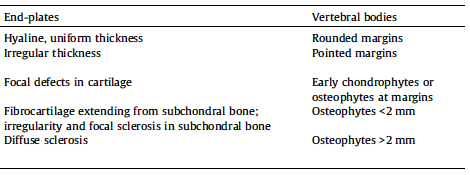 End-plates Vertebral bodies
Hyaline, uniform thickness Rounded margins
Irregular thickness Pointed margins
Focal defects in cartilage Early chondrophytes or
osteophytes at margins
Fibrocartilage extending from subchondral bone; Osteophytes <2 mm
irregularity and focal sclerosis in subchondral bone
Diffuse sclerosis Osteophytes >2 mm